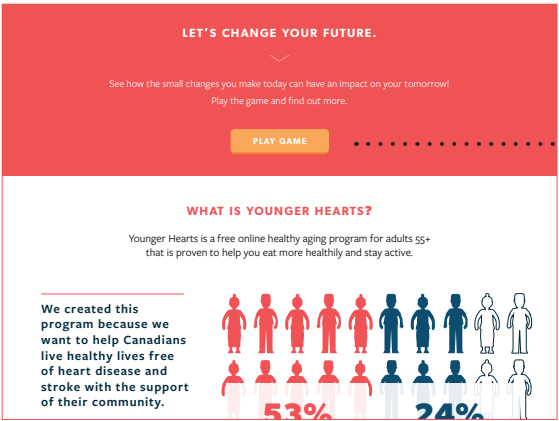 LET'S CHANGE YOUR FUTURE.
See how the small changes you make today can have an impact on your tomorrow!
Play the game and find out more.
PLAY GAME
WHAT IS YOUNGER HEARTS?
Younger Hearts is a free online healthy aging program for adults 55+
that is proven to help you eat more healthily and stay active.
We created this
program because we
want to help Canadians
live healthy lives free
of heart disease and
stroke with the support
of their community.
53% 24%